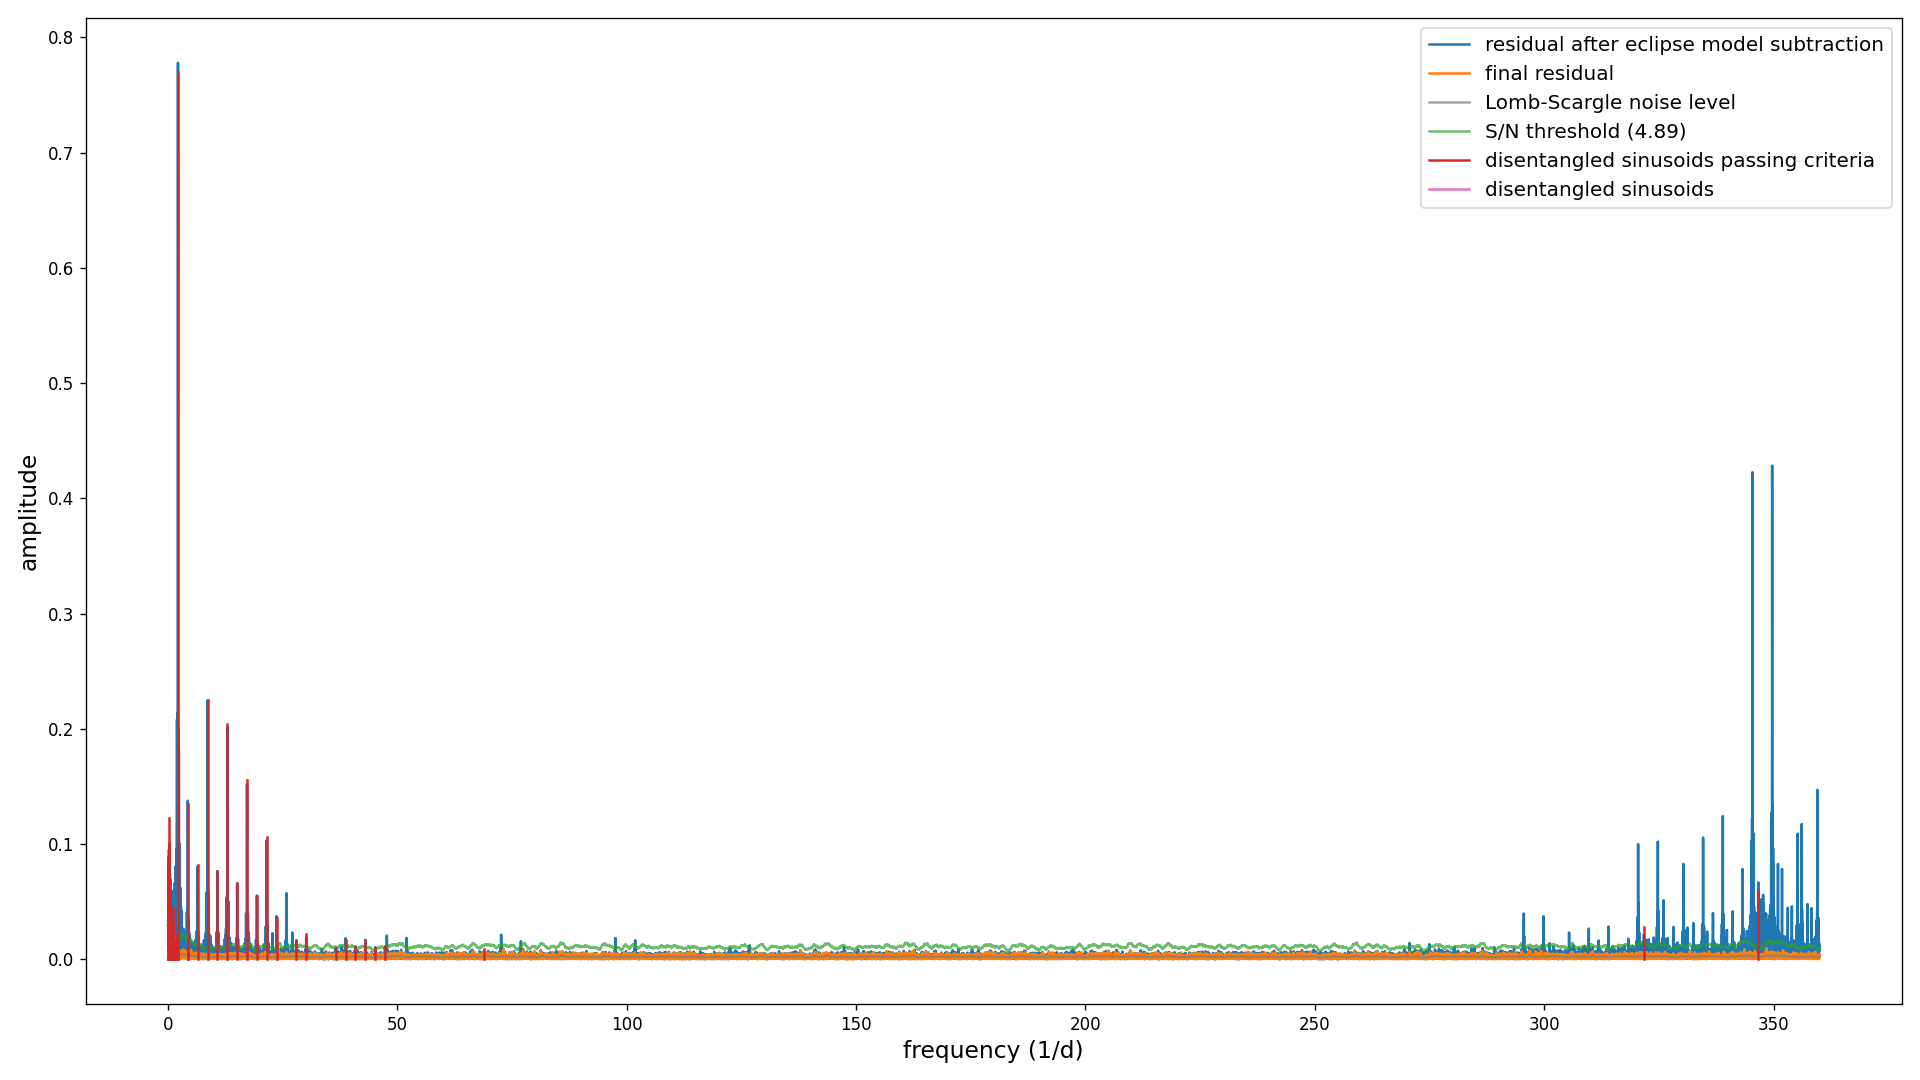 residual after eclipse model subtraction
final residual
Lomb-Scargle noise level
S/N threshold (4.89)
disentangled sinusoids passing criteria
disentangled sinusoids
0.8
0.7
0.6
0.5
0.4
0.3
0.2
0.1
0.0
amplitude
0 50 100 150 200 250 300 350
frequency (1/d)